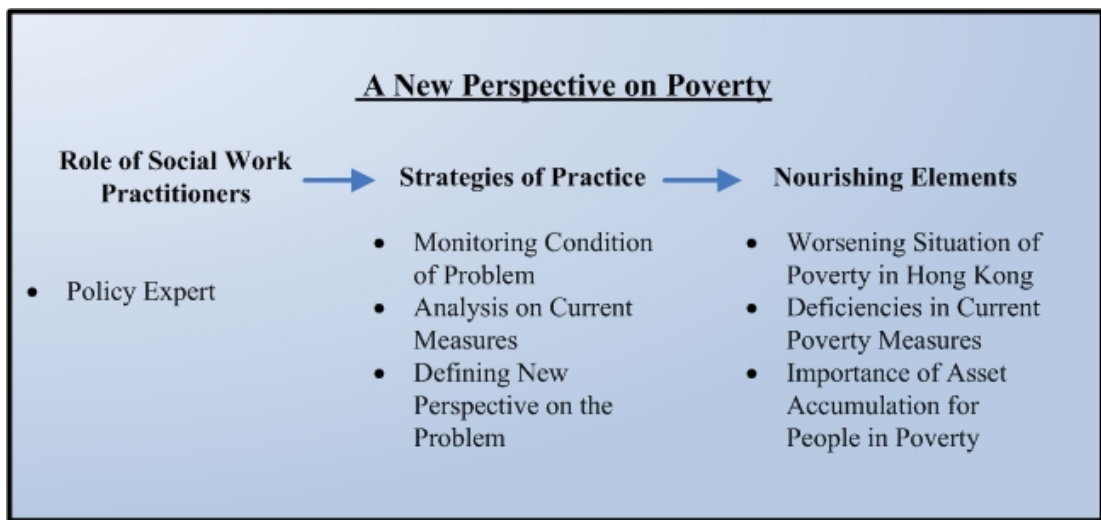 A New Perspective on Poverty
Role of Social Work
Practitioners
Strategies of Practice
Nourishing Elements
• Policy Expert
• Monitoring Condition
of Problem
• Analysis on Current
Measures
• Defining New
Perspective on the
Problem
• Worsening Situation of
Poverty in Hong Kong
• Deficiencies in Current
Poverty Measures
• Importance of Asset
Accumulation for
People in Poverty